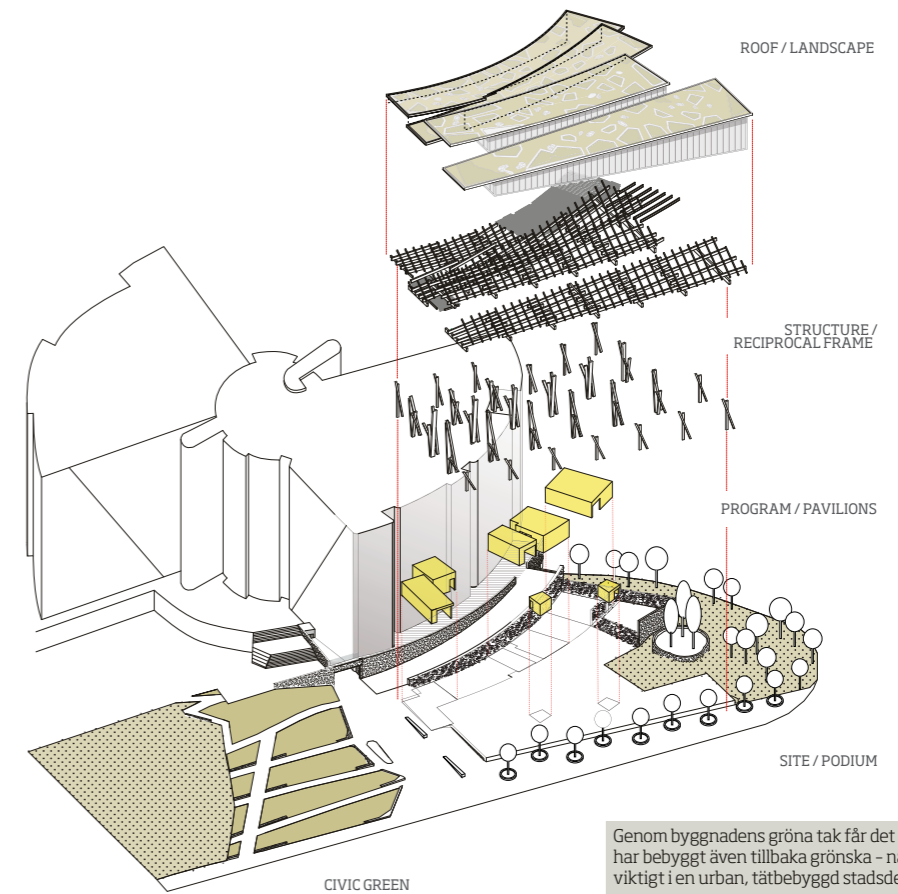 ROOF / LANDSCAPE
STRUCTURE /
RECIPROCAL FRAME
PROGRAM / PAVILIONS
SITE / PODIUM
Genom byggnadens gröna tak får det
har bebyggt även tillbaka grönska – 
viktigt i en urban, tätbebyggd
CIVIC GREEN